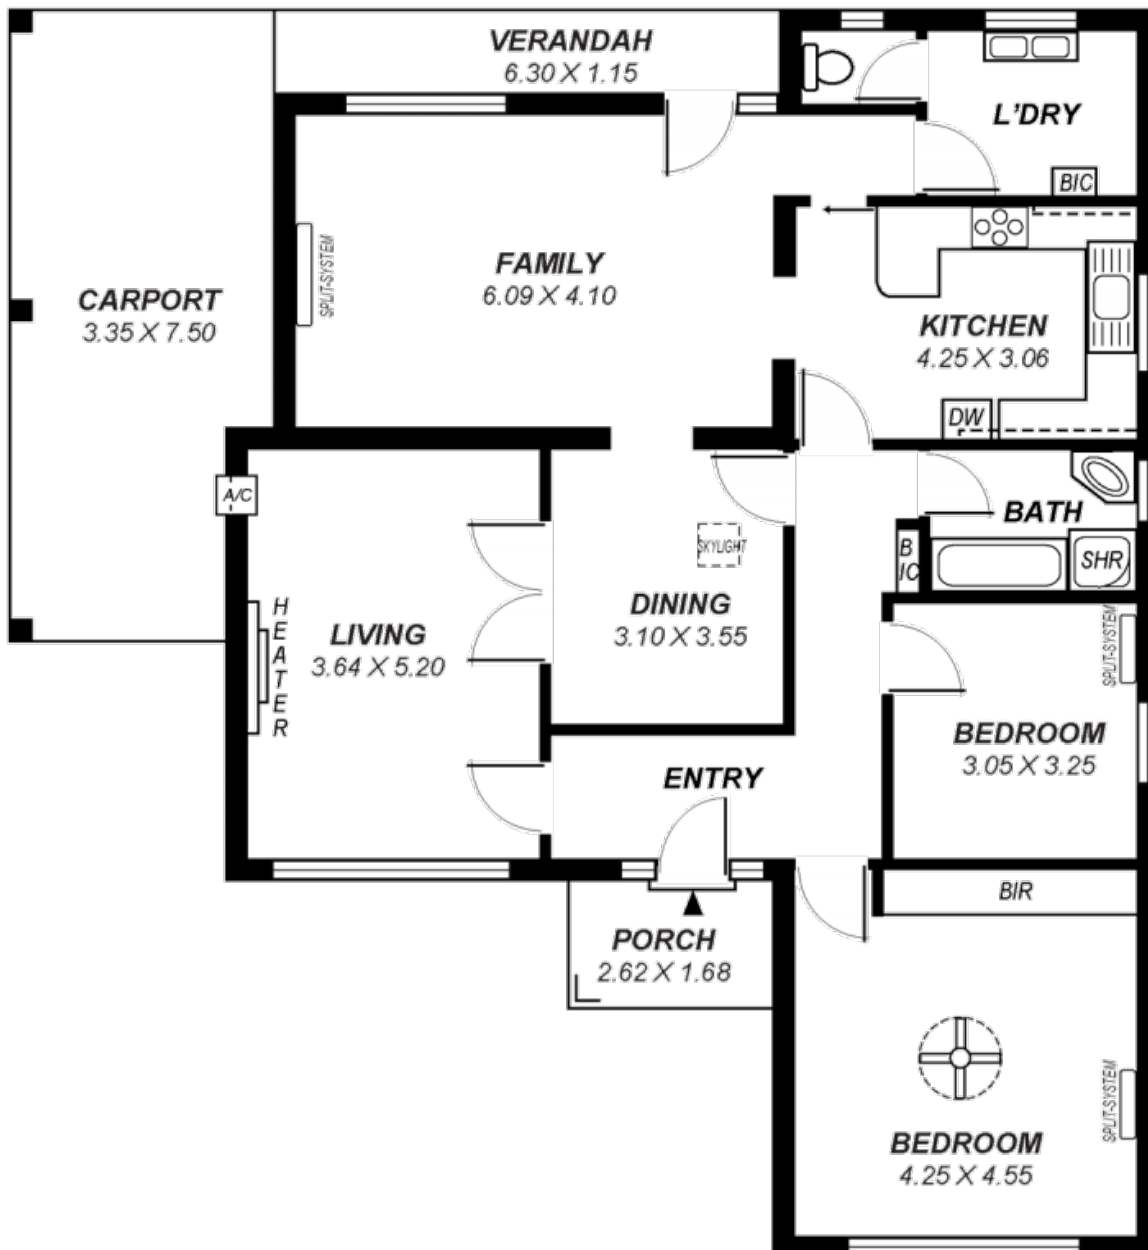 VERANDAH
6.30 X 1.15
L'DRY
BIC
CARPORT
3.35 X 7.50
SPLIT-SYSTEM
FAMILY
6.09 X 4.10
KITCHEN
4.25 X 3.06
DW
A/C
BATH
SHR
B
IC
SKYLIGHT
DINING
3.10 X 3.55
HEATER
LIVING
3.64 X 5.20
SPLIT-SYSTEM
BEDROOM
3.05 X 3.25
ENTRY
BIR
PORCH
2.62 X 1.68
SPLIT-SYSTEM
BEDROOM
4.25 X 4.55